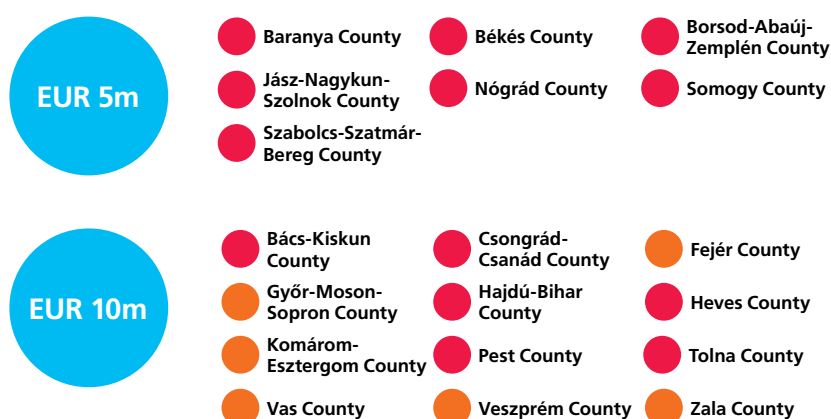 EUR 5m
Baranya County
Békés County
Borsod-Abaúj-
Zemplén County
Jász-Nagykun-
Szolnok County
Nógrád County
Somogy County
Szabolcs-Szatmár-
Bereg County
EUR 10m
Bács-Kiskun
County
Csongrád-
Csanád County
Fejér County
Győr-Moson-
Sopron County
Hajdú-Bihar
County
Heves County
Komárom-
Esztergom County
Pest County
Tolna County
Vas County
Veszprém County
Zala County